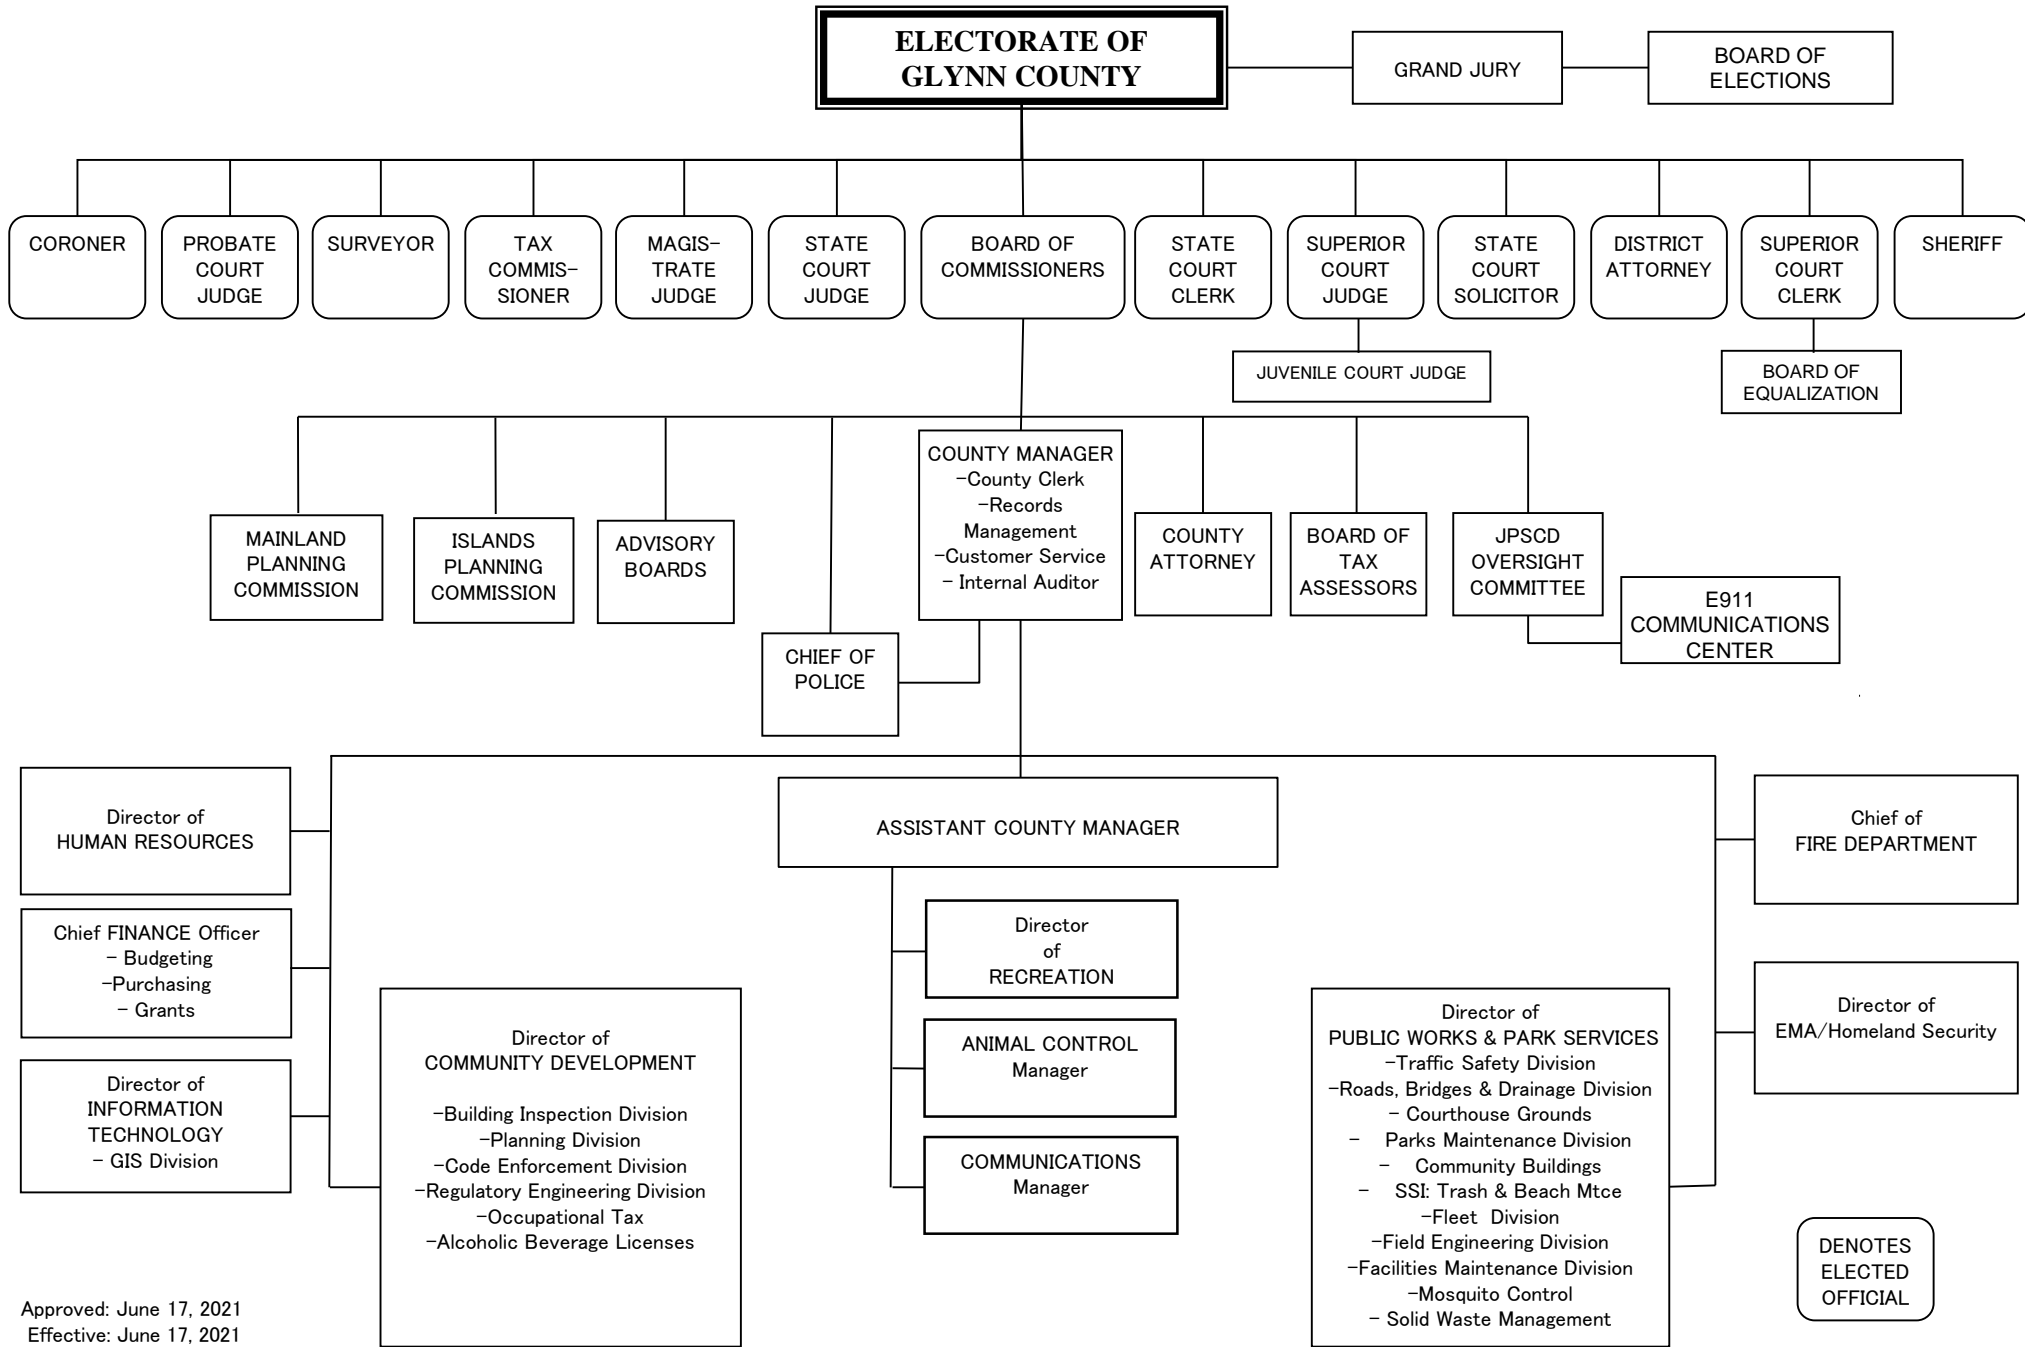 ELECTORATE OF
GLYNN COUNTY
GRAND JURY
BOARD OF
ELECTIONS
CORONER
PROBATE
COURT
JUDGE
SURVEYOR
TAX
COMMIS-
SIONER
MAGIS-
TRATE
JUDGE
STATE
COURT
JUDGE
BOARD OF
COMMISSIONERS
STATE
COURT
CLERK
SUPERIOR
COURT
JUDGE
STATE
COURT
SOLICITOR
DISTRICT
ATTORNEY
SUPERIOR
COURT
CLERK
SHERIFF
JUVENILE COURT JUDGE
BOARD OF
EQUALIZATION
MAINLAND
PLANNING
COMMISSION
ISLANDS
PLANNING
COMMISSION
ADVISORY
BOARDS
CHIEF OF
POLICE
COUNTY MANAGER
-County Clerk
-Records
Management
-Customer Service
- Internal Auditor
COUNTY
ATTORNEY
BOARD OF
TAX
ASSESSORS
JPSCD
OVERSIGHT
COMMITTEE
E911
COMMUNICATIONS
CENTER
Director of
HUMAN RESOURCES
Chief FINANCE Officer
- Budgeting
-Purchasing
- Grants
Director of
INFORMATION
TECHNOLOGY
- GIS Division
Director of
COMMUNITY DEVELOPMENT
-Building Inspection Division
-Planning Division
-Code Enforcement Division
-Regulatory Engineering Division
-Occupational Tax
-Alcoholic Beverage Licenses
ASSISTANT COUNTY MANAGER
Director
of
RECREATION
ANIMAL CONTROL
Manager
COMMUNICATIONS
Manager
Director of
PUBLIC WORKS & PARK SERVICES
-Traffic Safety Division
-Roads, Bridges & Drainage Division
- Courthouse Grounds
- Parks Maintenance Division
- Community Buildings
- SSI: Trash & Beach Mtce
-Fleet Division
-Field Engineering Division
-Facilities Maintenance Division
-Mosquito Control
- Solid Waste Management
Chief of
FIRE DEPARTMENT
Director of
EMA/Homeland Security
DENOTES
ELECTED
OFFICIAL
Approved: June 17, 2021
Effective: June 17, 2021